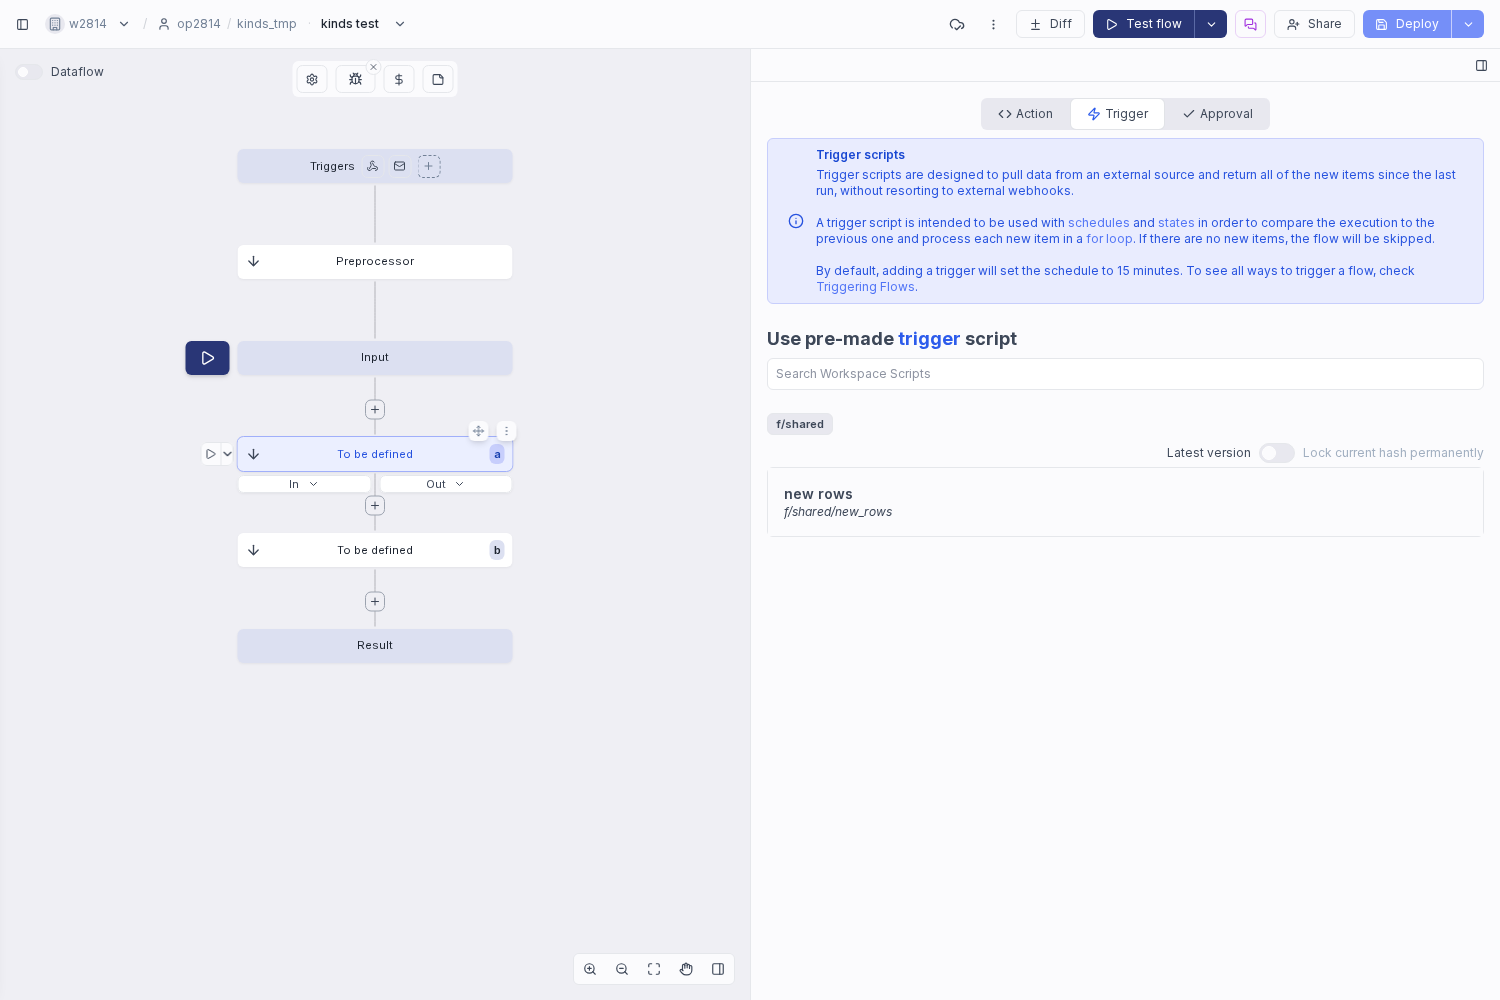 w2814 / op2814 / kinds_tmp · kinds test
Diff
Test flow
Share
Deploy
Dataflow
Triggers
Preprocessor
Input
To be defined
a
In
Out
To be defined
b
Result
Action
Trigger
Approval
Trigger scripts
Trigger scripts are designed to pull data from an external source and return all of the new items since the last
run, without resorting to external webhooks.
A trigger script is intended to be used with schedules and states in order to compare the execution to the
previous one and process each new item in a for loop. If there are no new items, the flow will be skipped.
By default, adding a trigger will set the schedule to 15 minutes. To see all ways to trigger a flow, check
Triggering Flows.
Use pre-made trigger script
Search Workspace Scripts
f/shared
Latest version
Lock current hash permanently
new rows
f/shared/new_rows